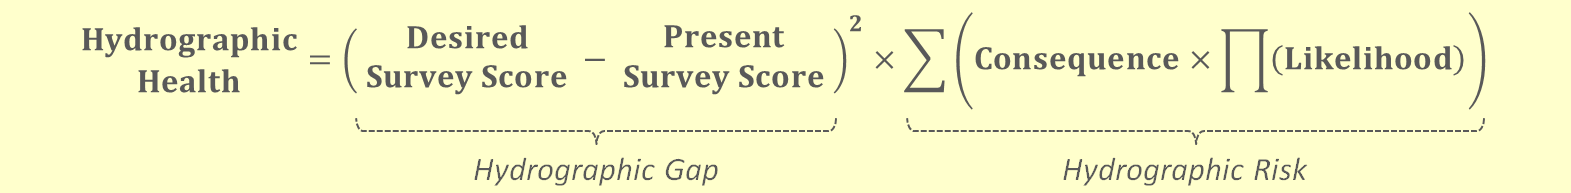 Hydrographic Health = (Desired Survey Score − Present Survey Score)² × ∑(Consequence × ∏(Likelihood))
Hydrographic Gap Hydrographic Risk